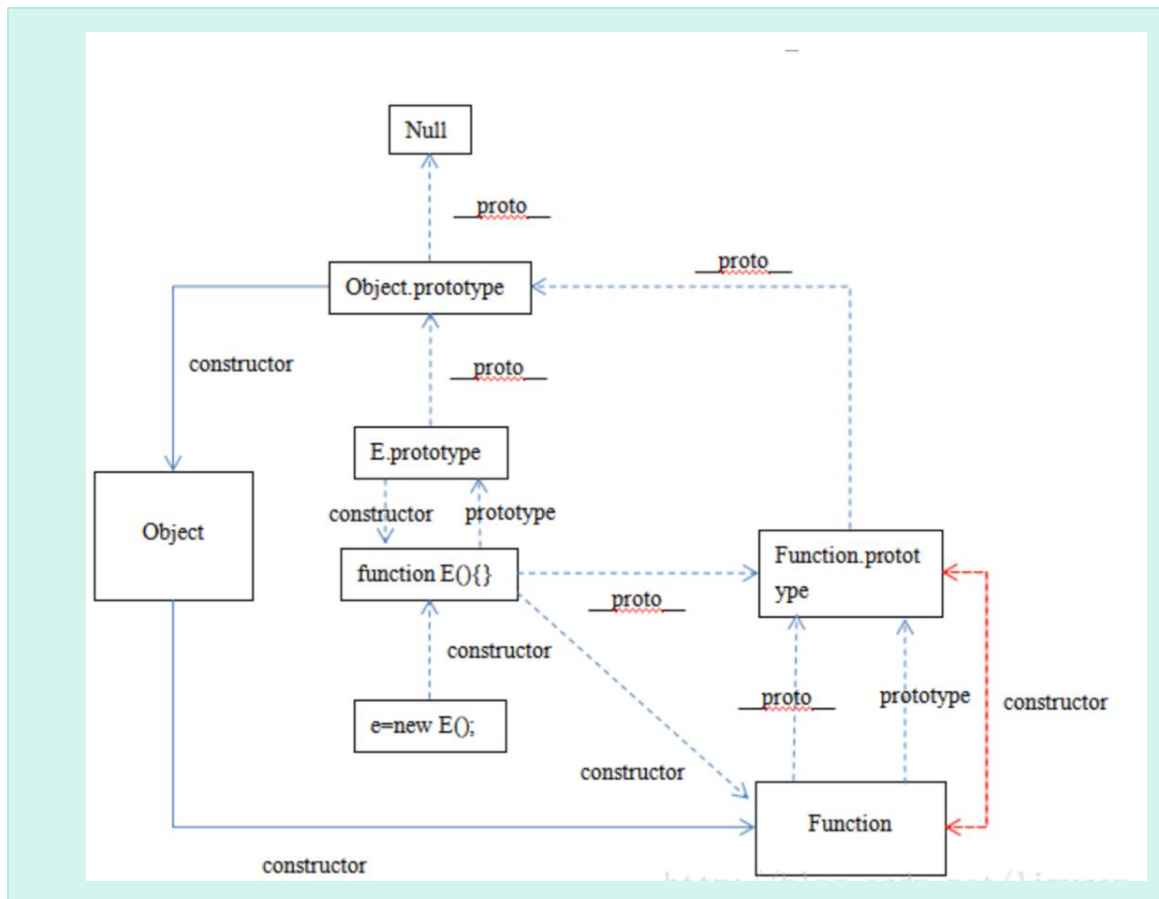 Null
__proto__
Object.prototype
__proto__
constructor
__proto__
E.prototype
constructor
prototype
Object
function E(){}
Function.protot
ype
__proto__
constructor
e=new E();
__proto__
prototype
constructor
constructor
Function
constructor